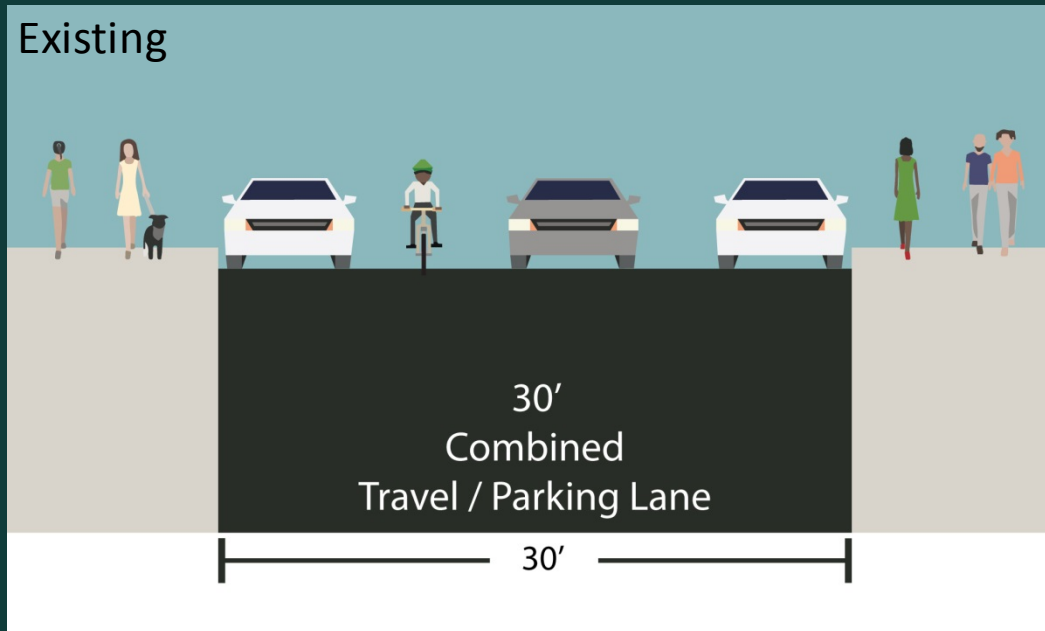 Existing
30′
Combined
Travel / Parking Lane
30′